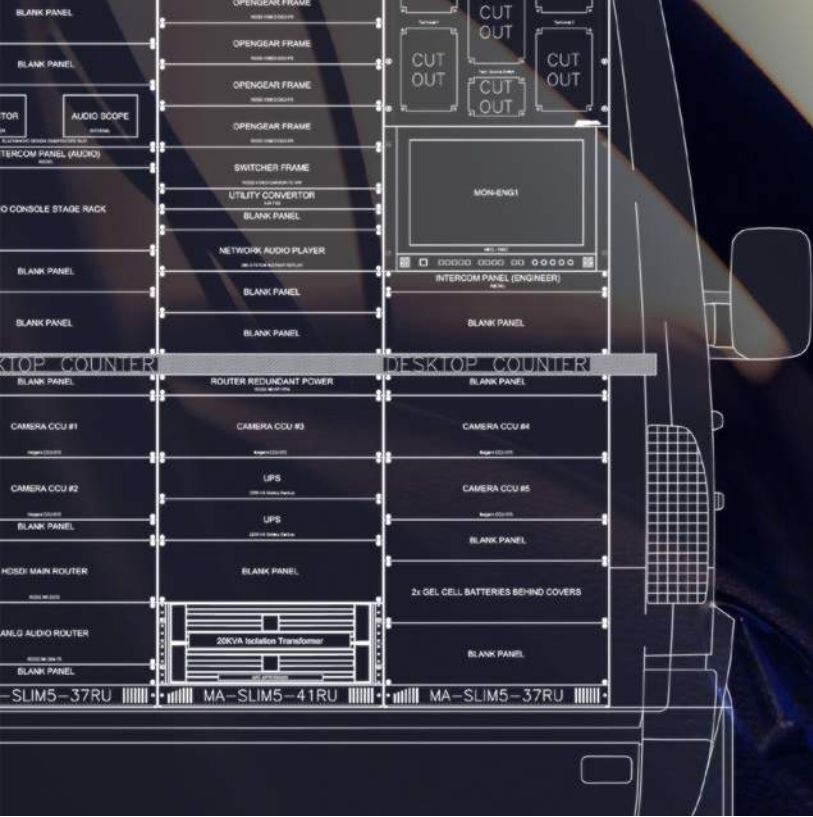 BLANK PANEL
BLANK PANEL
TOR
AUDIO SCOPE
TERCOM PANEL (AUDIO)
O CONSOLE STAGE RACK
BLANK PANEL
BLANK PANEL
KTOP COUNTER
BLANK PANEL
CAMERA CCU #1
CAMERA CCU #2
BLANK PANEL
HDSDI MAIN ROUTER
ANLG AUDIO ROUTER
BLANK PANEL
-SLIM5-37RU
OPENGEAR FRAME
OPENGEAR FRAME
OPENGEAR FRAME
OPENGEAR FRAME
SWITCHER FRAME
UTILITY CONVERTOR
BLANK PANEL
NETWORK AUDIO PLAYER
BLANK PANEL
BLANK PANEL
ROUTER REDUNDANT POWER
CAMERA CCU #3
UPS
UPS
BLANK PANEL
20KVA Isolation Transformer
MA-SLIM5-41RU
CUT
OUT
CUT
OUT
CUT
OUT
CUT
OUT
MON-ENG1
INTERCOM PANEL (ENGINEER)
BLANK PANEL
DESKTOP COUNTER
BLANK PANEL
CAMERA CCU #4
CAMERA CCU #5
BLANK PANEL
2x GEL CELL BATTERIES BEHIND COVERS
BLANK PANEL
MA-SLIM5-37RU